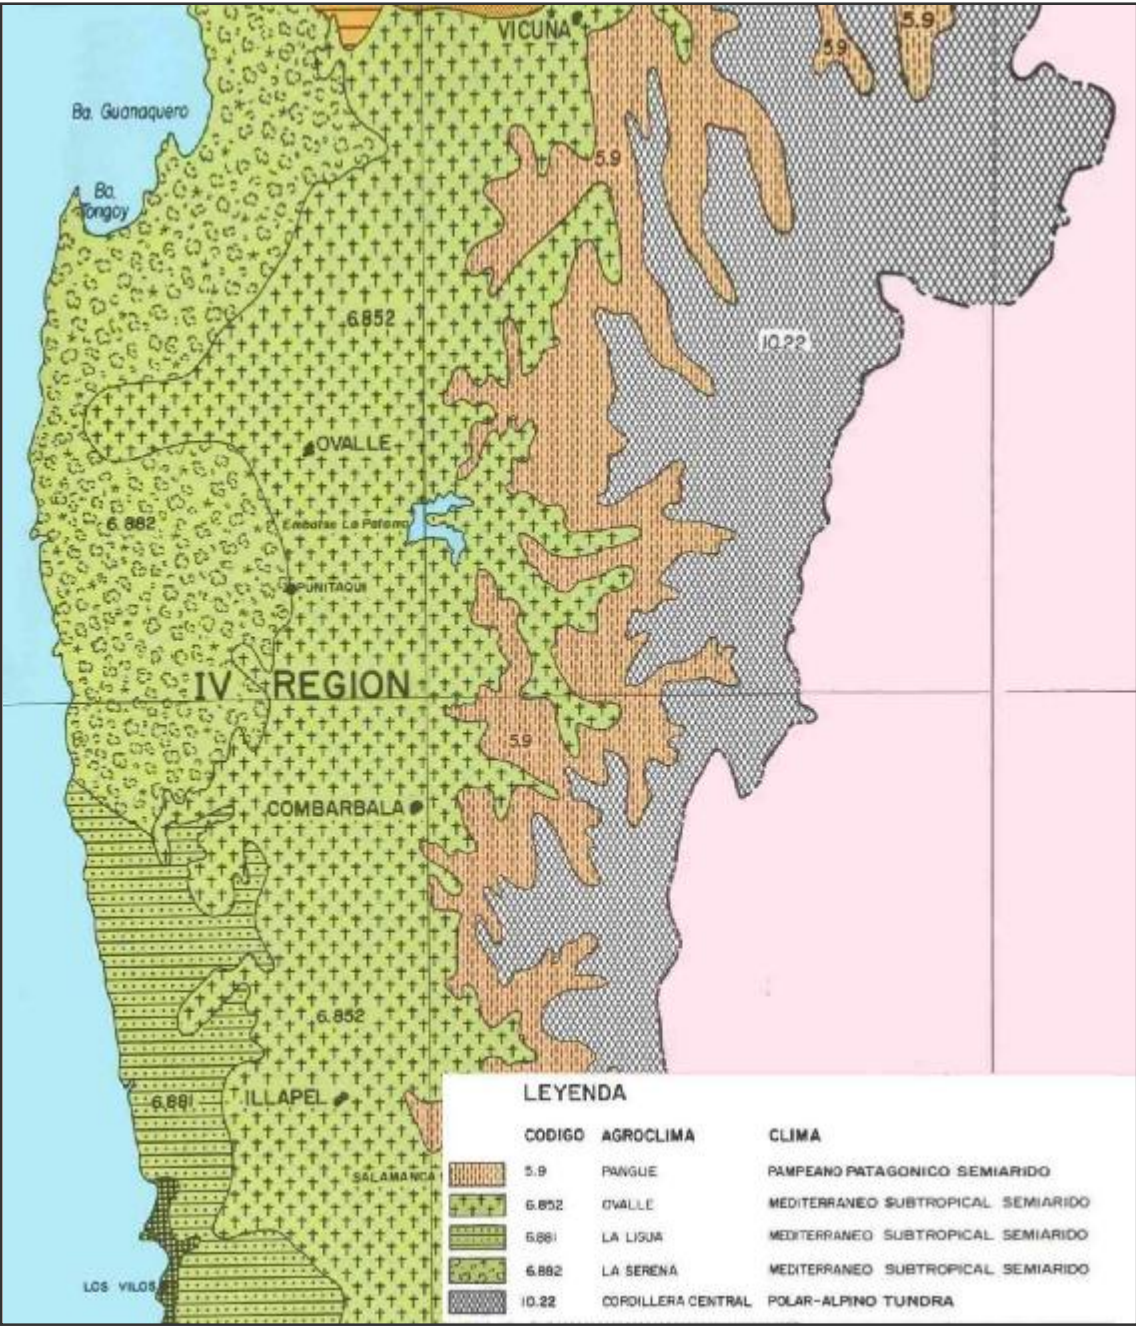 VICUÑA
5.9
5.9
Ba. Guanaquero
5.9
Ba.
Tongoy
6.852
10.22
OVALLE
6.882
Embalse La Paloma
PUNITAQUI
IV REGION
5.9
COMBARBALA
6.852
6.881
ILLAPEL
SALAMANCA
LOS VILOS
LEYENDA
CODIGO AGROCLIMA CLIMA
5.9 PANGUE PAMPEANO PATAGONICO SEMIARIDO
6.852 OVALLE MEDITERRANEO SUBTROPICAL SEMIARIDO
6.881 LA LIGUA MEDITERRANEO SUBTROPICAL SEMIARIDO
6.882 LA SERENA MEDITERRANEO SUBTROPICAL SEMIARIDO
10.22 CORDILLERA CENTRAL POLAR-ALPINO TUNDRA